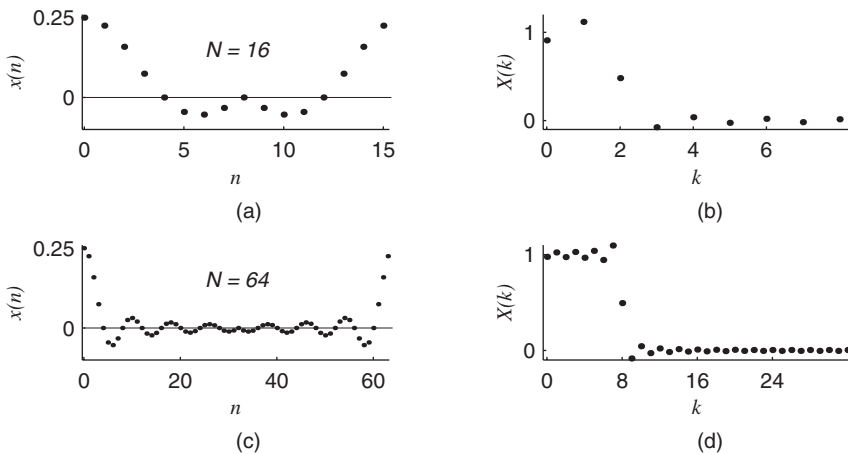 0.25
x(n)
N = 16
0
0 5 10 15
n
(a)
1
X(k)
0
0 2 4 6
k
(b)
0.25
x(n)
N = 64
0
0 20 40 60
n
(c)
1
X(k)
0
0 8 16 24
k
(d)